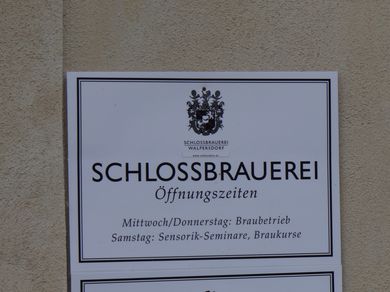 SCHLOSSBRAUEREI
WALPERSDORF
SCHLOSSBRAUEREI
Öffnungszeiten
Mittwoch/Donnerstag: Braubetrieb
Samstag: Sensorik-Seminare, Braukurse